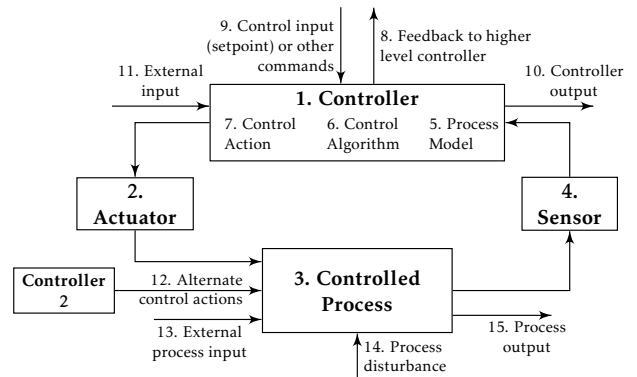 9. Control input
(setpoint) or other
commands
8. Feedback to higher
level controller
11. External
input
10. Controller
output
1. Controller
7. Control
Action
6. Control
Algorithm
5. Process
Model
2.
Actuator
4.
Sensor
Controller
2
12. Alternate
control actions
3. Controlled
Process
13. External
process input
14. Process
disturbance
15. Process
output